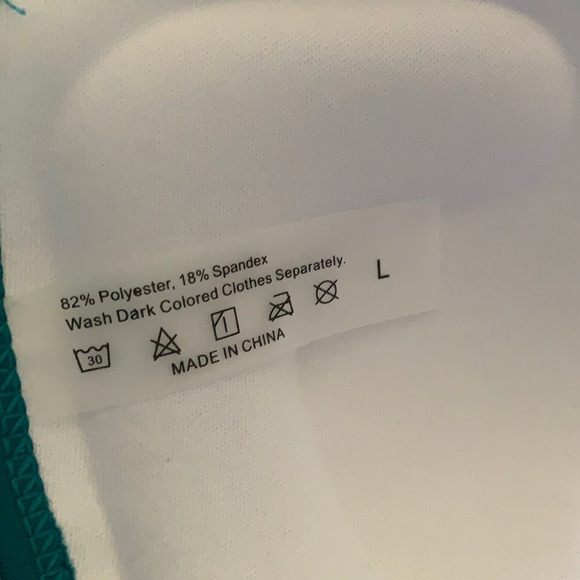 82% Polyester, 18% Spandex
Wash Dark Colored Clothes Separately.
L
30
MADE IN CHINA